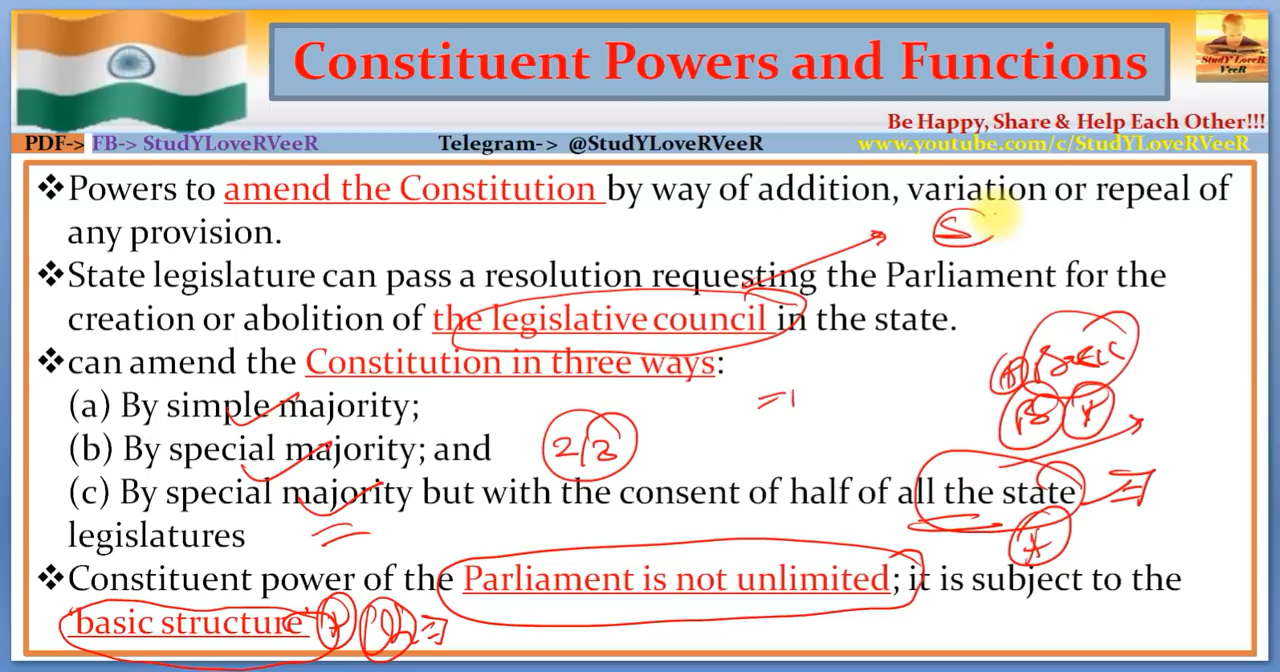 Constituent Powers and Functions
StudY LoveR
VeeR
Be Happy, Share & Help Each Other!!!
PDF-> FB-> StudYLoveRVeeR Telegram-> @StudYLoveRVeeR www.youtube.com/c/StudYLoveRVeeR
❖Powers to amend the Constitution by way of addition, variation or repeal of
any provision.
S
❖State legislature can pass a resolution requesting the Parliament for the
creation or abolition of the legislative council in the state.
❖can amend the Constitution in three ways:
(a) By simple majority;
(b) By special majority; and 2/3
(c) By special majority but with the consent of half of all the state
legislatures
❖Constituent power of the Parliament is not unlimited; it is subject to the
'basic structure'